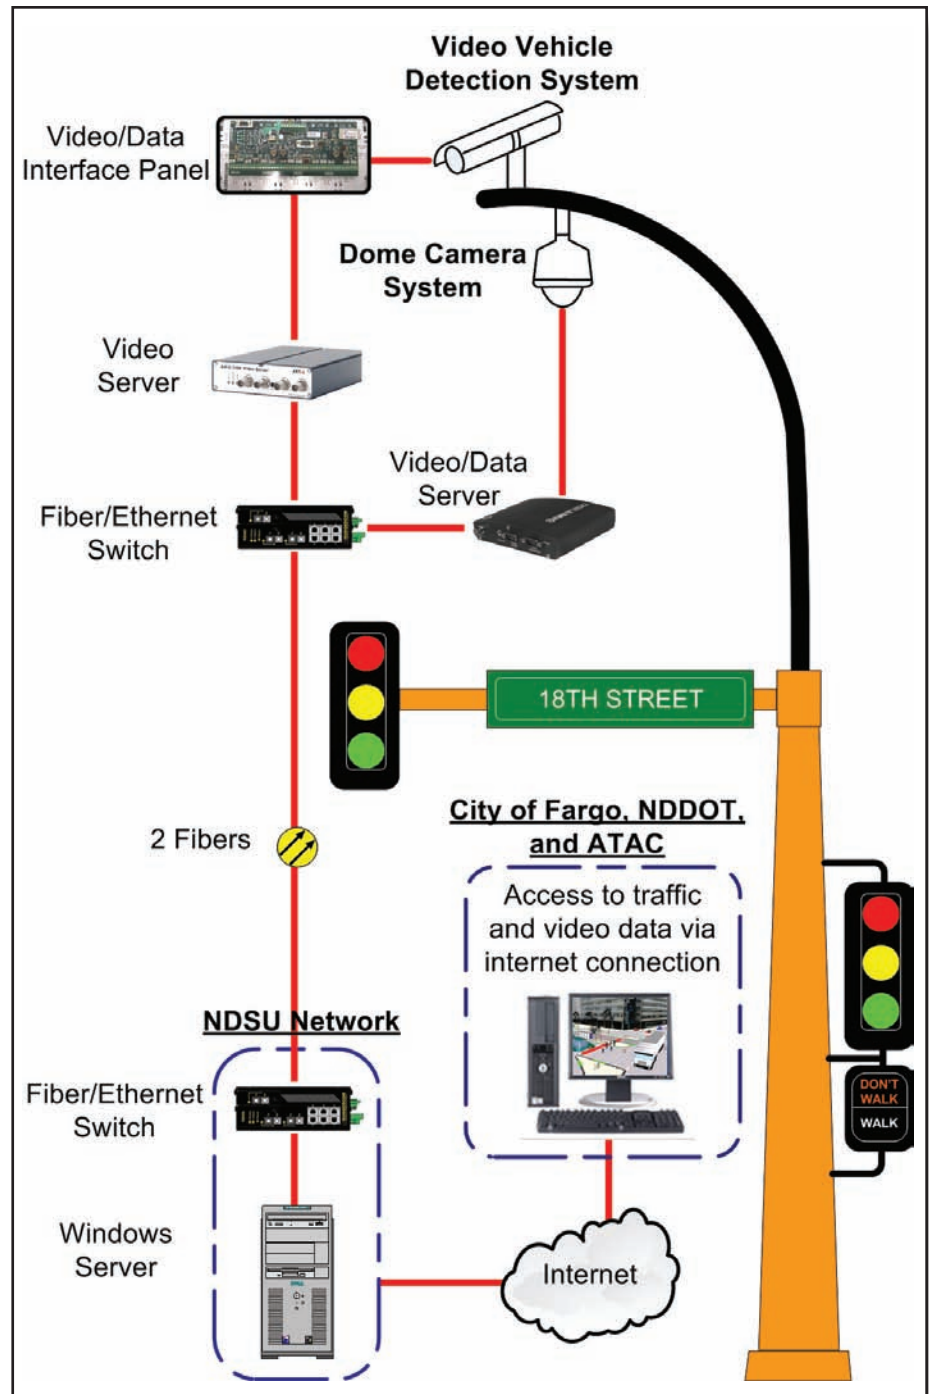 Video Vehicle
Detection System
Video/Data
Interface Panel
Dome Camera
System
Video
Server
Video/Data
Server
Fiber/Ethernet
Switch
18TH STREET
2 Fibers
City of Fargo, NDDOT,
and ATAC
Access to traffic
and video data via
internet connection
NDSU Network
Fiber/Ethernet
Switch
DON'T
WALK
WALK
Windows
Server
Internet